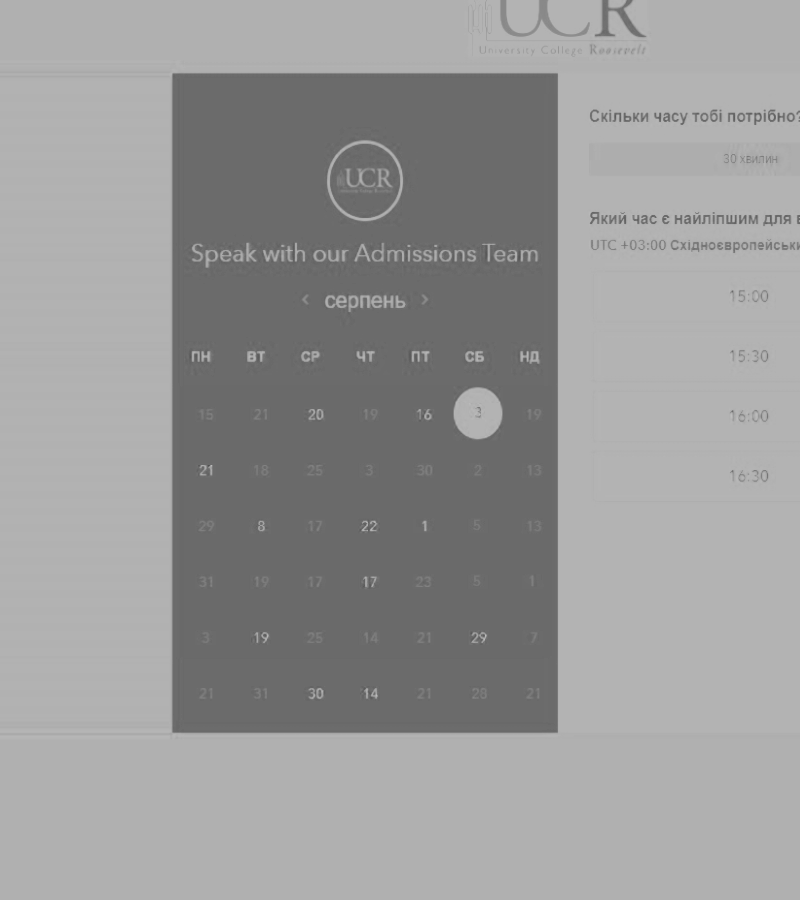 UCR
University College Roosevelt
UCR
Speak with our Admissions Team
‹ серпень ›
ПН ВТ СР ЧТ ПТ СБ НД
15 21 20 19 16 3 19
21 18 25 3 30 2 13
29 8 17 22 1 5 13
31 19 17 17 23 5 1
3 19 25 14 21 29 7
21 31 30 14 21 28 21
Скільки часу тобі потрібно?
30 хвилин
Який час є найліпшим для
UTC +03:00 Східноєвропейськи
15:00
15:30
16:00
16:30